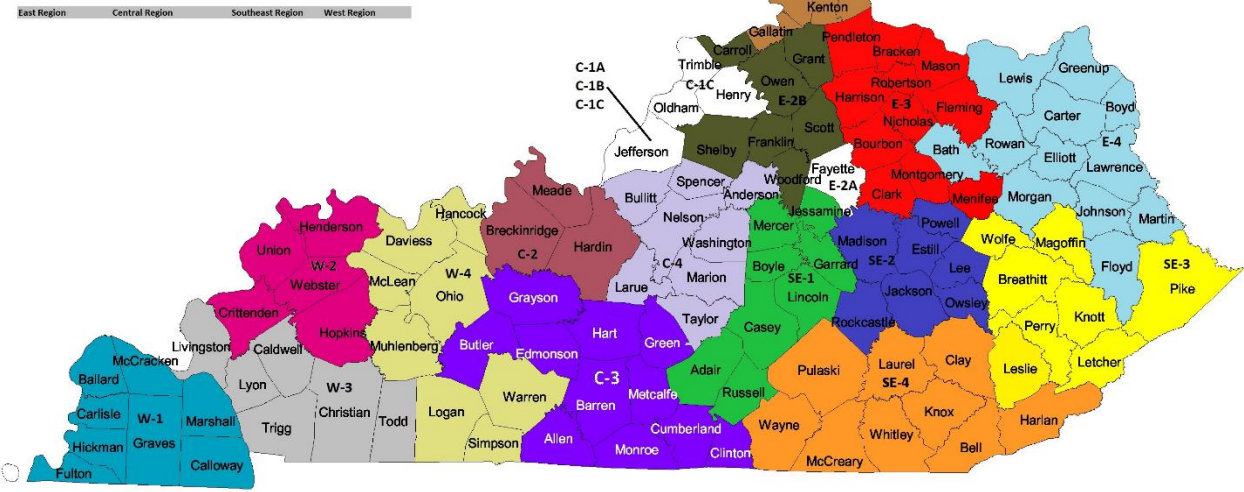 East Region Central Region Southeast Region West Region
Kenton
Gallatin
Pendleton
Carroll
Grant
Bracken
Mason
Trimble
C-1A
C-1B
C-1C
C-1C
Owen
Robertson
Lewis
Greenup
Henry
E-2B
Harrison
E-3
Fleming
Boyd
Oldham
Nicholas
Carter
Scott
Franklin
Bourbon
Bath
Rowan
E-4
Shelby
Jefferson
Elliott
Lawrence
Fayette
Woodford
E-2A
Montgomery
Spencer
Anderson
Clark
Menifee
Morgan
Meade
Bullitt
Johnson
Martin
Hancock
Nelson
Jessamine
Mercer
Powell
Henderson
Breckinridge
Hardin
Washington
Madison
Estill
Wolfe
Magoffin
Daviess
Union
C-2
C-4
Boyle
Garrard
SE-2
Lee
Floyd
SE-3
W-2
W-4
Marion
SE-1
Breathitt
Pike
McLean
Webster
Larue
Jackson
Ohio
Grayson
Lincoln
Owsley
Crittenden
Taylor
Rockcastle
Knott
Hopkins
Hart
Casey
Perry
Livingston
Muhlenberg
Butler
Green
Caldwell
Edmonson
Clay
Letcher
McCracken
Laurel
Leslie
Adair
Pulaski
Ballard
Lyon
C-3
SE-4
W-3
Warren
Metcalfe
Russell
Carlisle
W-1
Marshall
Christian
Todd
Logan
Barren
Knox
Harlan
Trigg
Cumberland
Wayne
Hickman
Graves
Simpson
Allen
Whitley
Monroe
Clinton
Bell
Calloway
McCreary
Fulton